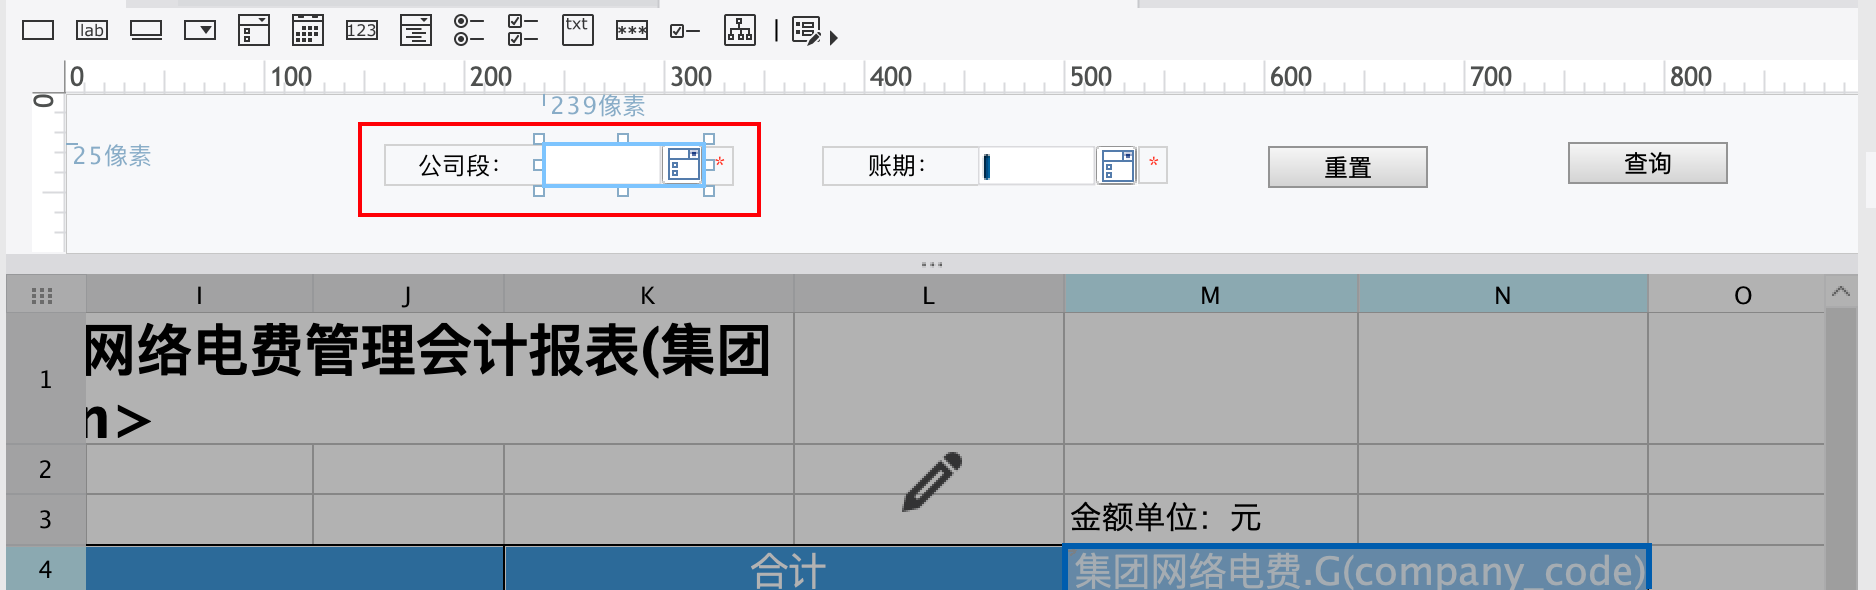 lab 123 txt ***
0 100 200 300 400 500 600 700 800
0
239像素
25像素
公司段： * 账期： * 重置 查询
I J K L M N O
1 网络电费管理会计报表(集团
n>
2
3 金额单位：元
4 合计 集团网络电费.G(company_code)